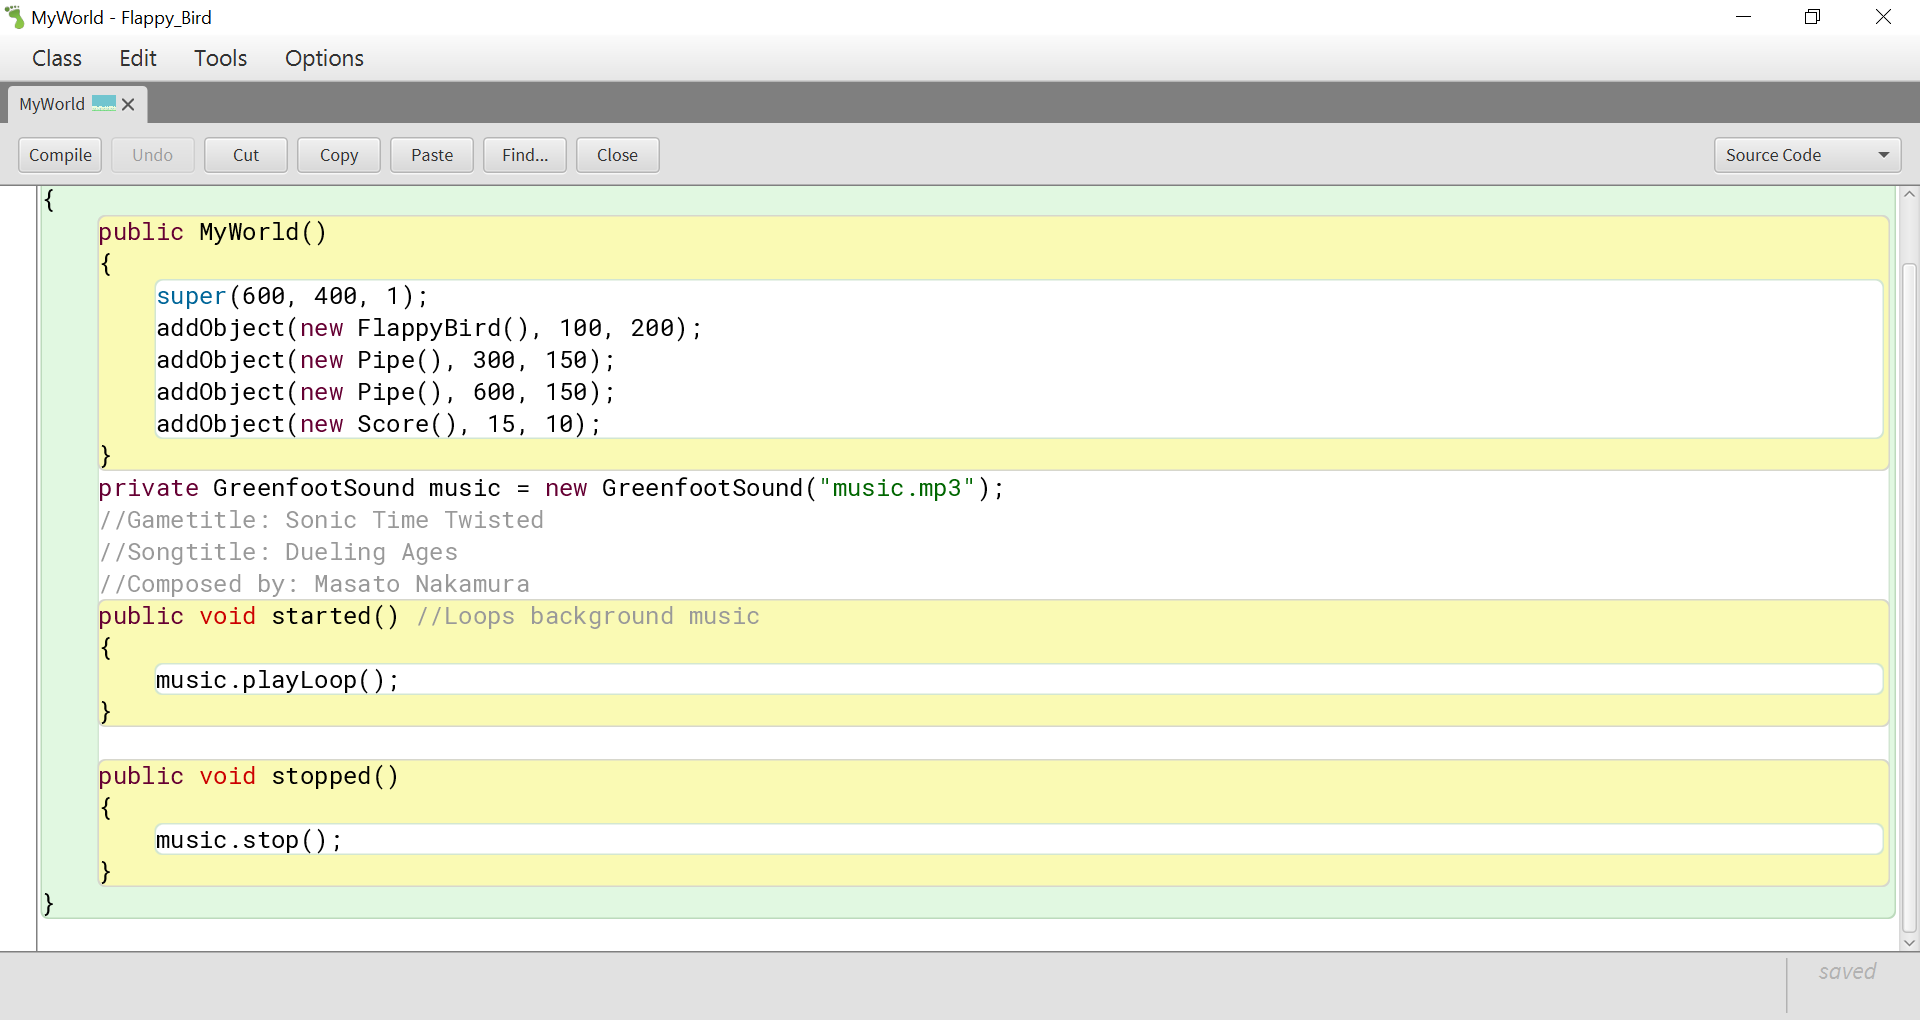 MyWorld - Flappy_Bird
Class Edit Tools Options
MyWorld
Compile Undo Cut Copy Paste Find... Close Source Code
{
public MyWorld()
{
super(600, 400, 1);
addObject(new FlappyBird(), 100, 200);
addObject(new Pipe(), 300, 150);
addObject(new Pipe(), 600, 150);
addObject(new Score(), 15, 10);
}
private GreenfootSound music = new GreenfootSound("music.mp3");
//Gametitle: Sonic Time Twisted
//Songtitle: Dueling Ages
//Composed by: Masato Nakamura
public void started() //Loops background music
{
music.playLoop();
}
public void stopped()
{
music.stop();
}
}
saved